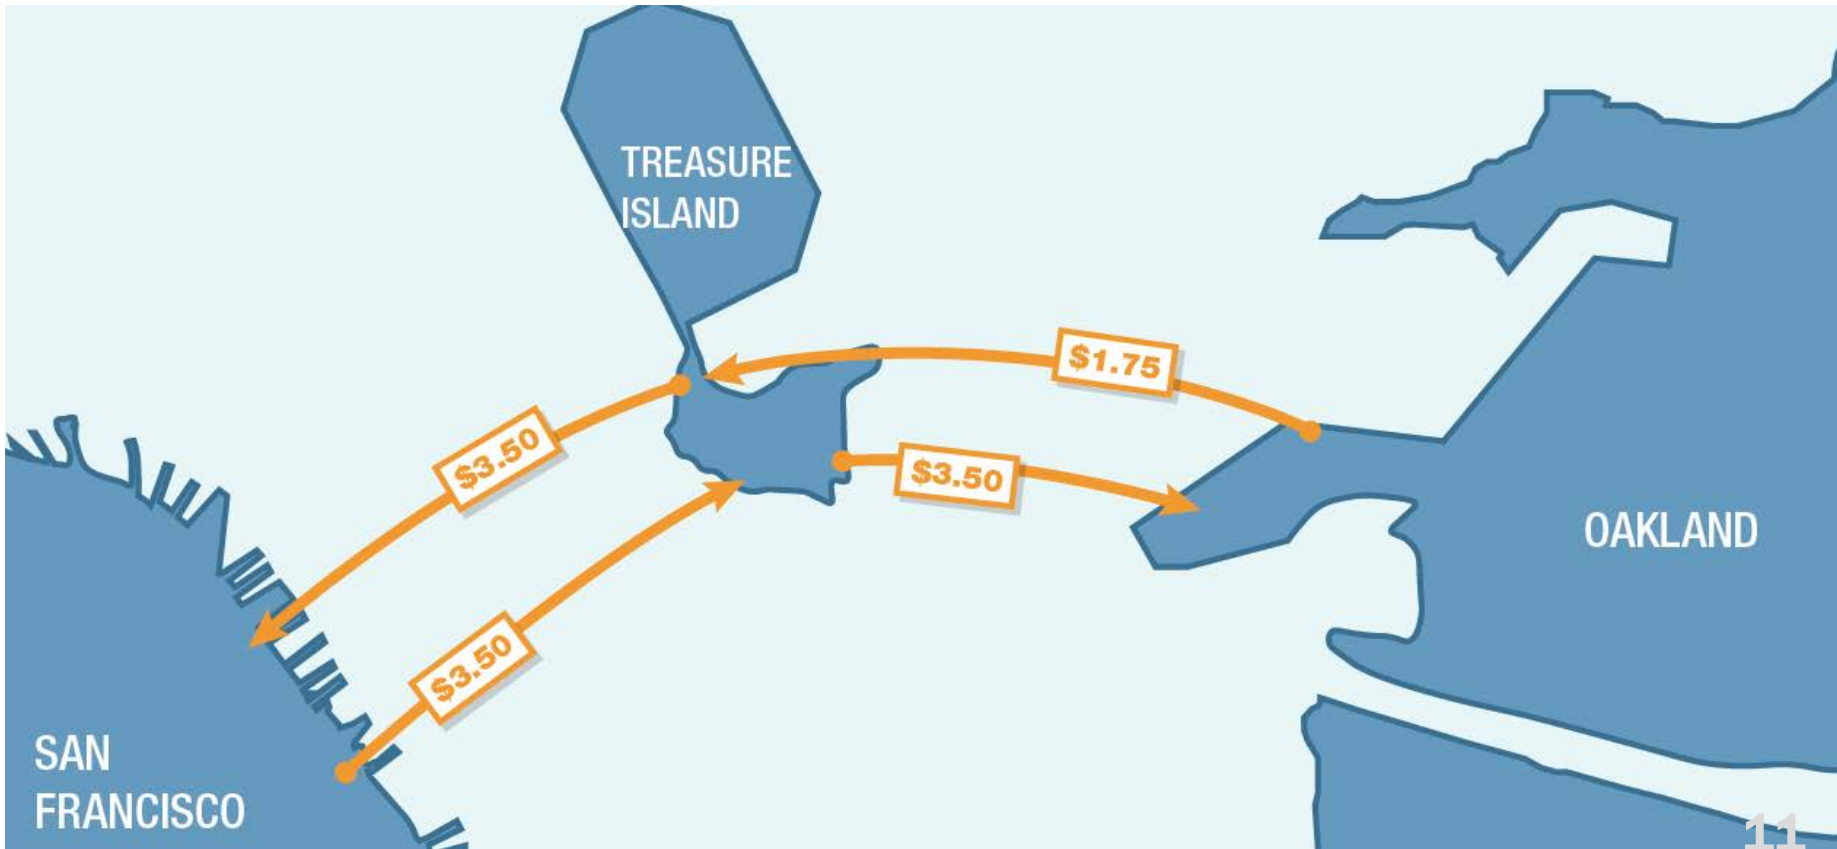 TREASURE
ISLAND
$1.75
$3.50
$3.50
OAKLAND
$3.50
SAN
FRANCISCO
11